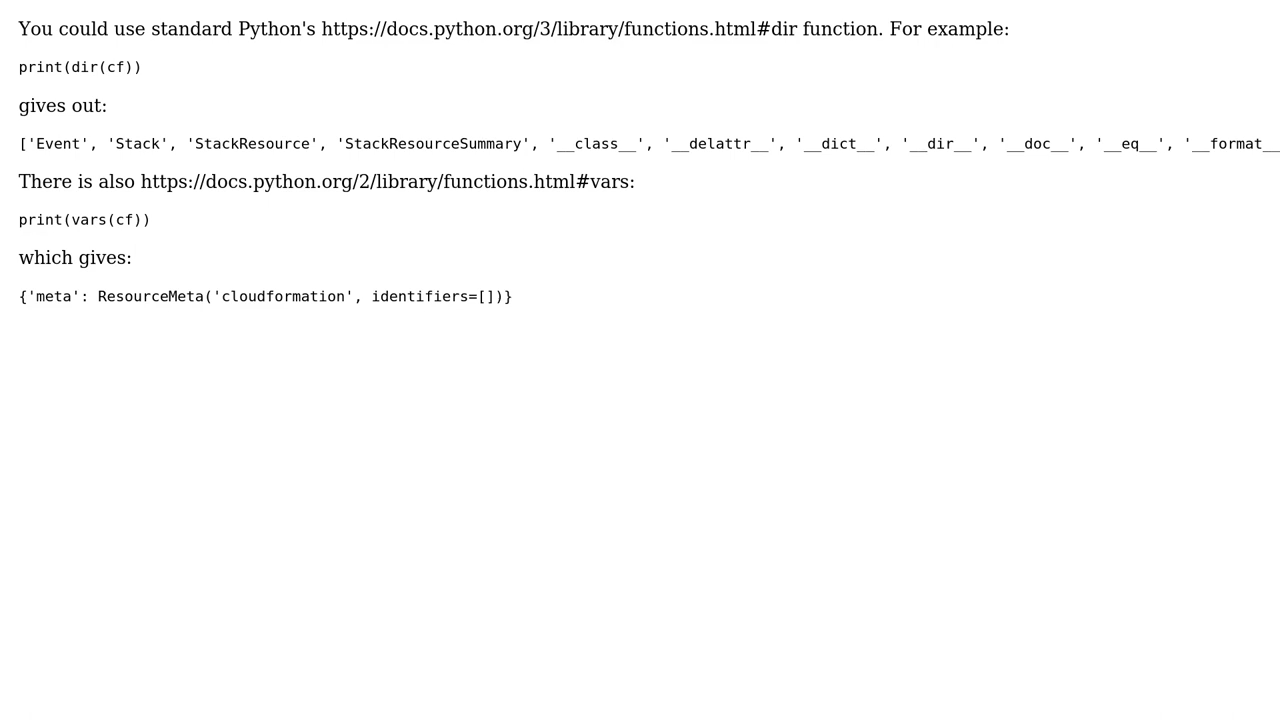 You could use standard Python's https://docs.python.org/3/library/functions.html#dir function. For example:
print(dir(cf))
gives out:
['Event', 'Stack', 'StackResource', 'StackResourceSummary', '__class__', '__delattr__', '__dict__', '__dir__', '__doc__', '__eq__', '__format__
There is also https://docs.python.org/2/library/functions.html#vars:
print(vars(cf))
which gives:
{'meta': ResourceMeta('cloudformation', identifiers=[])}